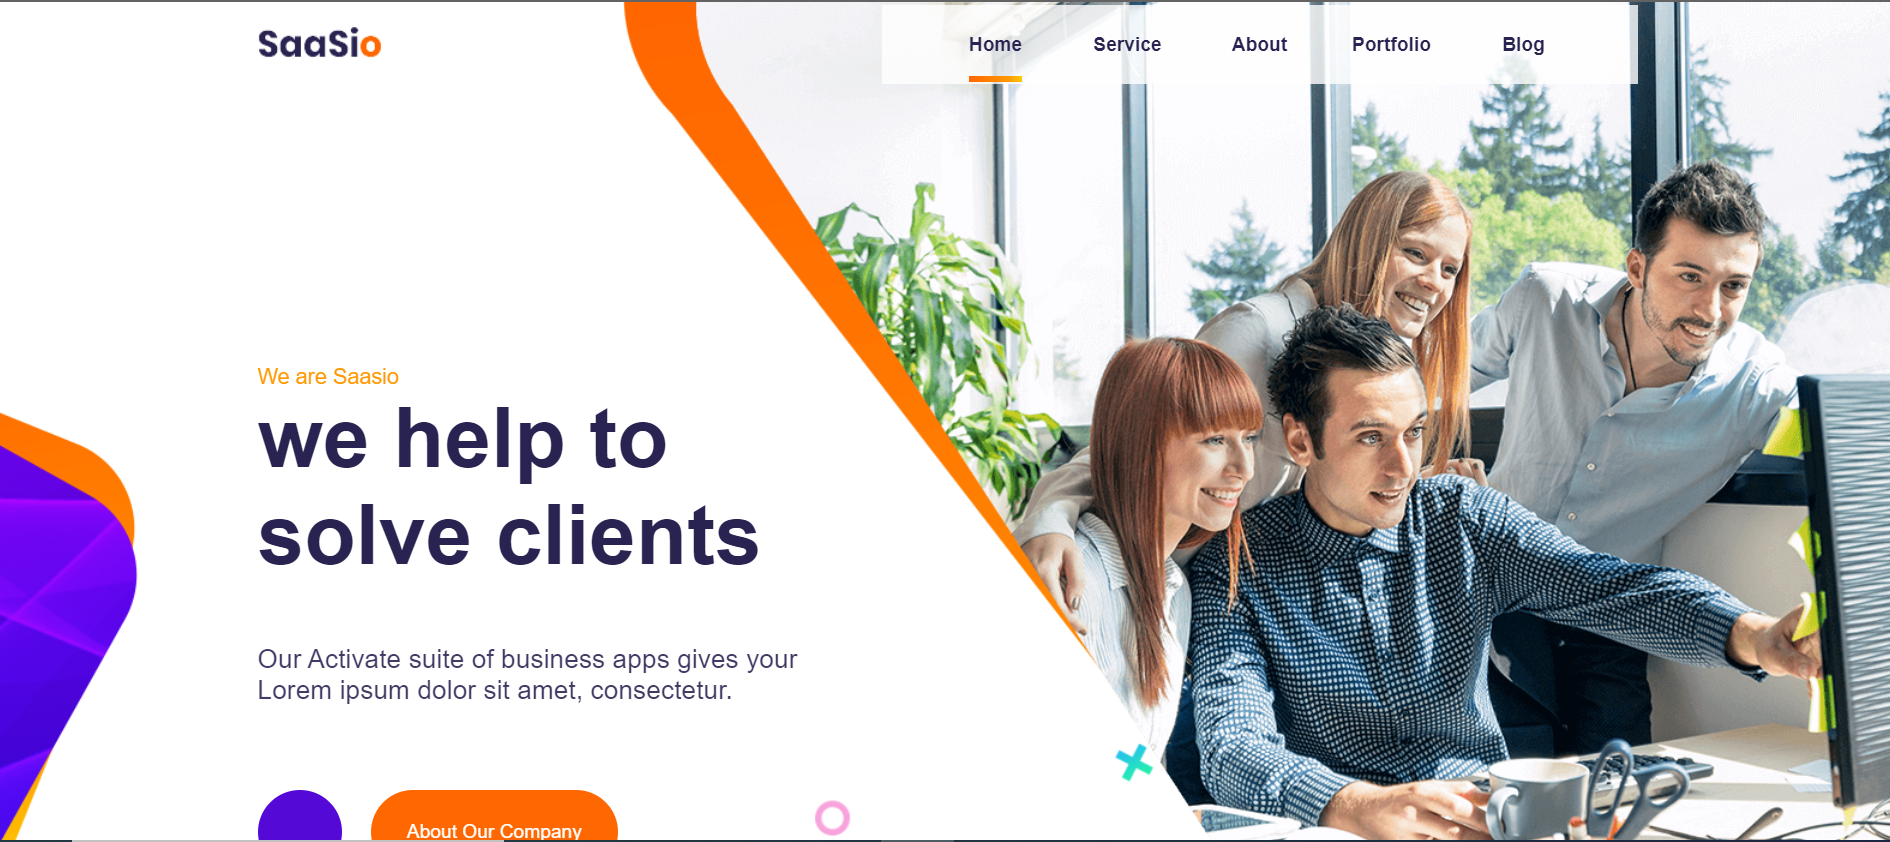 SaaSio
Home Service About Portfolio Blog
We are Saasio
we help to
solve clients
Our Activate suite of business apps gives your
Lorem ipsum dolor sit amet, consectetur.
About Our Company